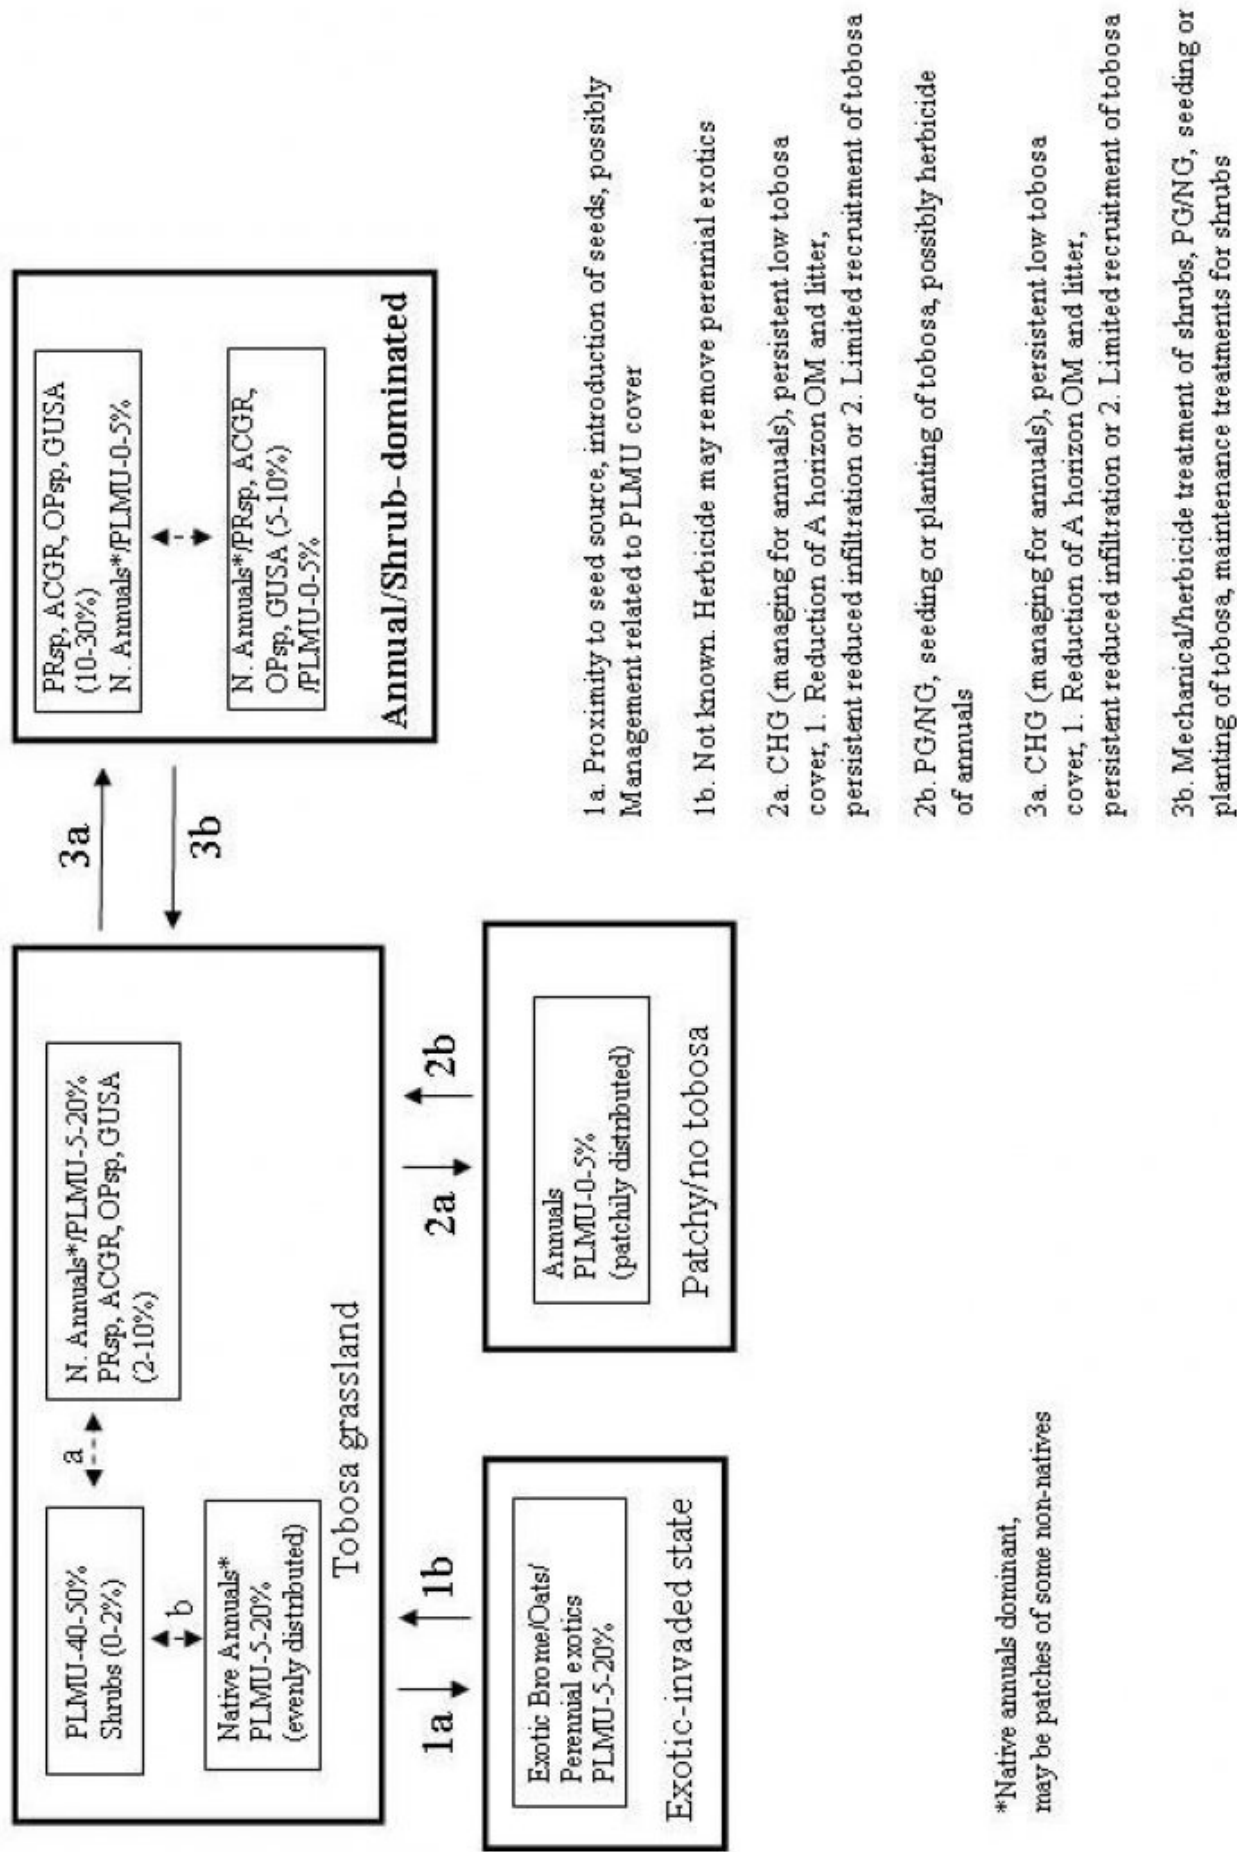 PLMU-40-50%
Shrubs (0-2%)
a
N. Annuals*/PLMU-5-20%
PRsp, ACGR, OPsp, GUSA
(2-10%)
b
Native Annuals*
PLMU-5-20%
(evenly distributed)
Tobosa grassland
3a
3b
PRsp, ACGR, OPsp, GUSA
(10-30%)
N. Annuals*/PLMU-0-5%
N. Annuals*/PRsp, ACGR,
OPsp, GUSA (5-10%)
/PLMU-0-5%
Annual/Shrub-dominated
1a
1b
2a
2b
Exotic Brome/Oats/
Perennial exotics
PLMU-5-20%
Exotic-invaded state
Annuals
PLMU-0-5%
(patchily distributed)
Patchy/no tobosa
1a. Proximity to seed source, introduction of seeds, possibly
Management related to PLMU cover
1b. Not known. Herbicide may remove perennial exotics
2a. CHG (managing for annuals), persistent low tobosa
cover, 1. Reduction of A horizon OM and litter,
persistent reduced infiltration or 2. Limited recruitment of tobosa
2b. PG/NG, seeding or planting of tobosa, possibly herbicide
of annuals
3a. CHG (managing for annuals), persistent low tobosa
cover, 1. Reduction of A horizon OM and litter,
persistent reduced infiltration or 2. Limited recruitment of tobosa
3b. Mechanical/herbicide treatment of shrubs, PG/NG, seeding or
planting of tobosa, maintenance treatments for shrubs
*Native annuals dominant,
may be patches of some non-natives